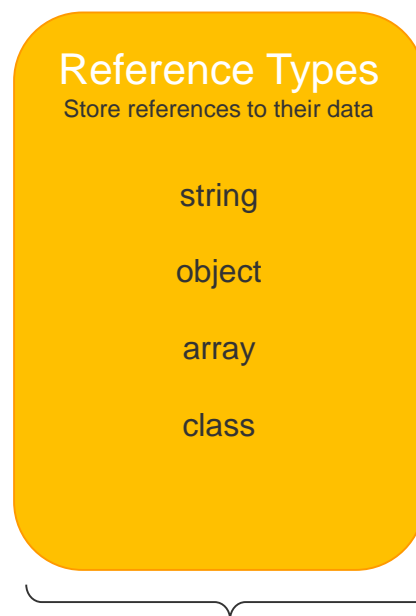 Reference Types
Store references to their data
string
object
array
class